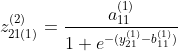 z_{21(1)}^{(2)} = \frac{a_{11}^{(1)}}{1 + e^{-(y_{21}^{(1)} - b_{11}^{(1)})}}